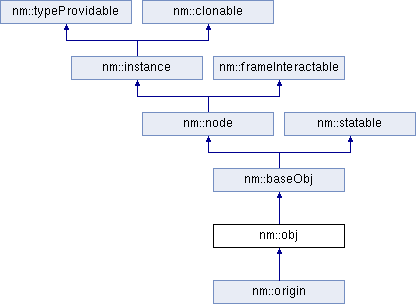 nm::typeProvidable nm::clonable
nm::instance nm::frameInteractable
nm::node nm::statable
nm::baseObj
nm::obj
nm::origin